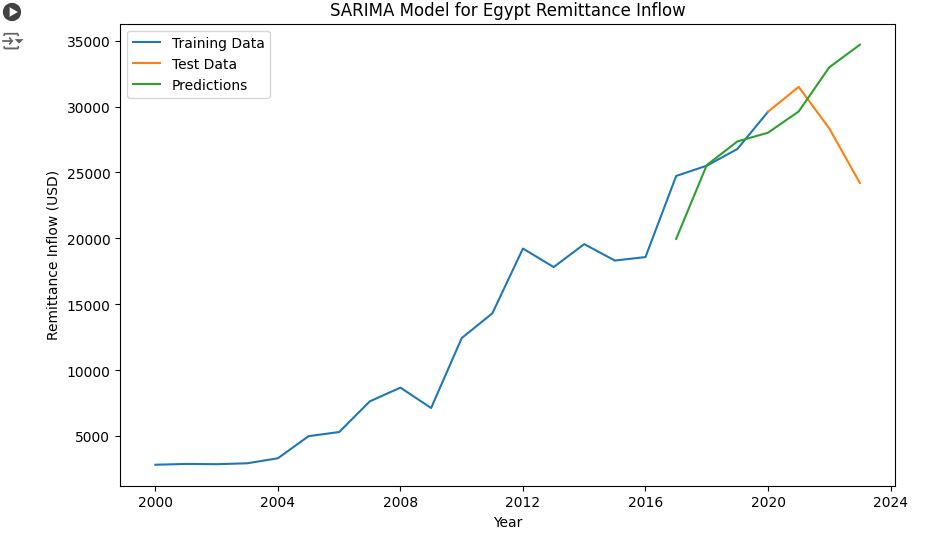 SARIMA Model for Egypt Remittance Inflow
35000
30000
25000
20000
15000
10000
5000
Remittance Inflow (USD)
Training Data
Test Data
Predictions
2000
2004
2008
2012
2016
2020
2024
Year